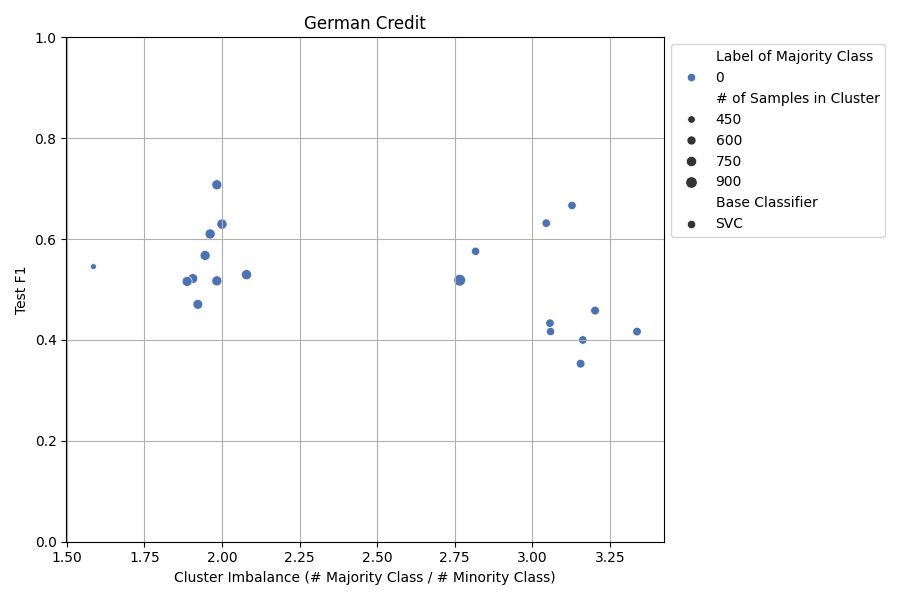 German Credit
1.0
0.8
0.6
0.4
0.2
0.0
Test F1
1.50 1.75 2.00 2.25 2.50 2.75 3.00 3.25
Cluster Imbalance (# Majority Class / # Minority Class)
Label of Majority Class
0
# of Samples in Cluster
450
600
750
900
Base Classifier
SVC